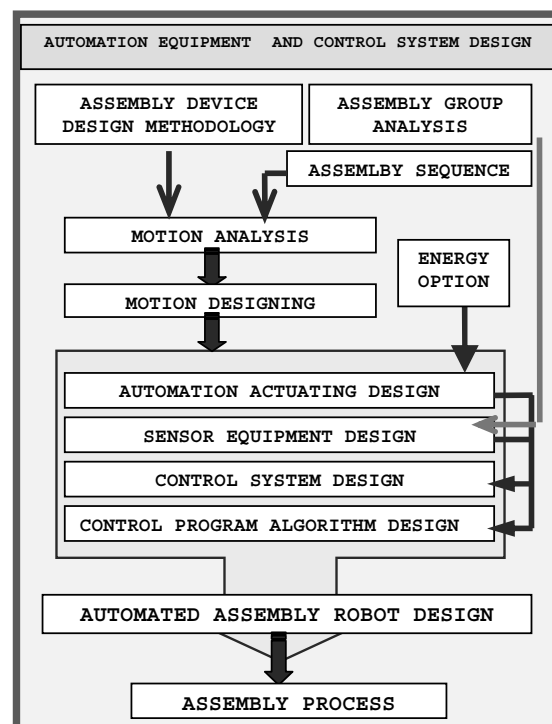 AUTOMATION EQUIPMENT AND CONTROL SYSTEM DESIGN
ASSEMBLY DEVICE
DESIGN METHODOLOGY
ASSEMBLY GROUP
ANALYSIS
ASSEMLBY SEQUENCE
MOTION ANALYSIS
ENERGY
OPTION
MOTION DESIGNING
AUTOMATION ACTUATING DESIGN
SENSOR EQUIPMENT DESIGN
CONTROL SYSTEM DESIGN
CONTROL PROGRAM ALGORITHM DESIGN
AUTOMATED ASSEMBLY ROBOT DESIGN
ASSEMBLY PROCESS